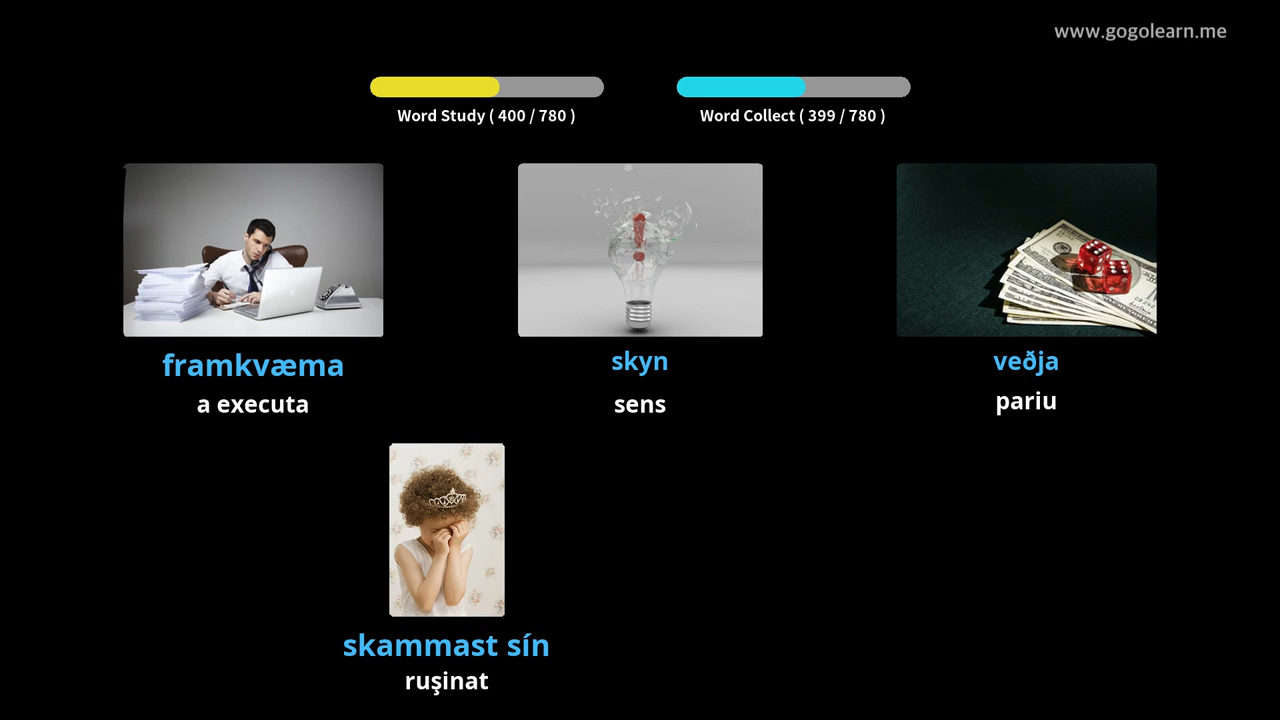 www.gogolearn.me
Word Study ( 400 / 780 )
Word Collect ( 399 / 780 )
framkvæma
a executa
skyn
sens
veðja
pariu
skammast sín
ruşinat